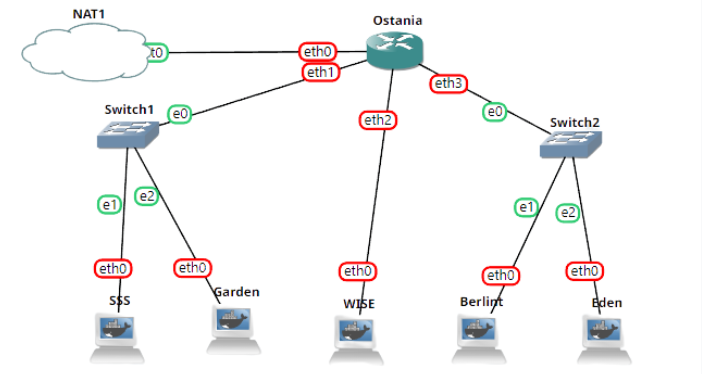 NAT1
Ostania
t0
eth0
eth1
eth3
Switch1
e0
eth2
e0
Switch2
e1
e2
e1
e2
eth0
eth0
eth0
eth0
eth0
SSS
Garden
WISE
Berlint
Eden